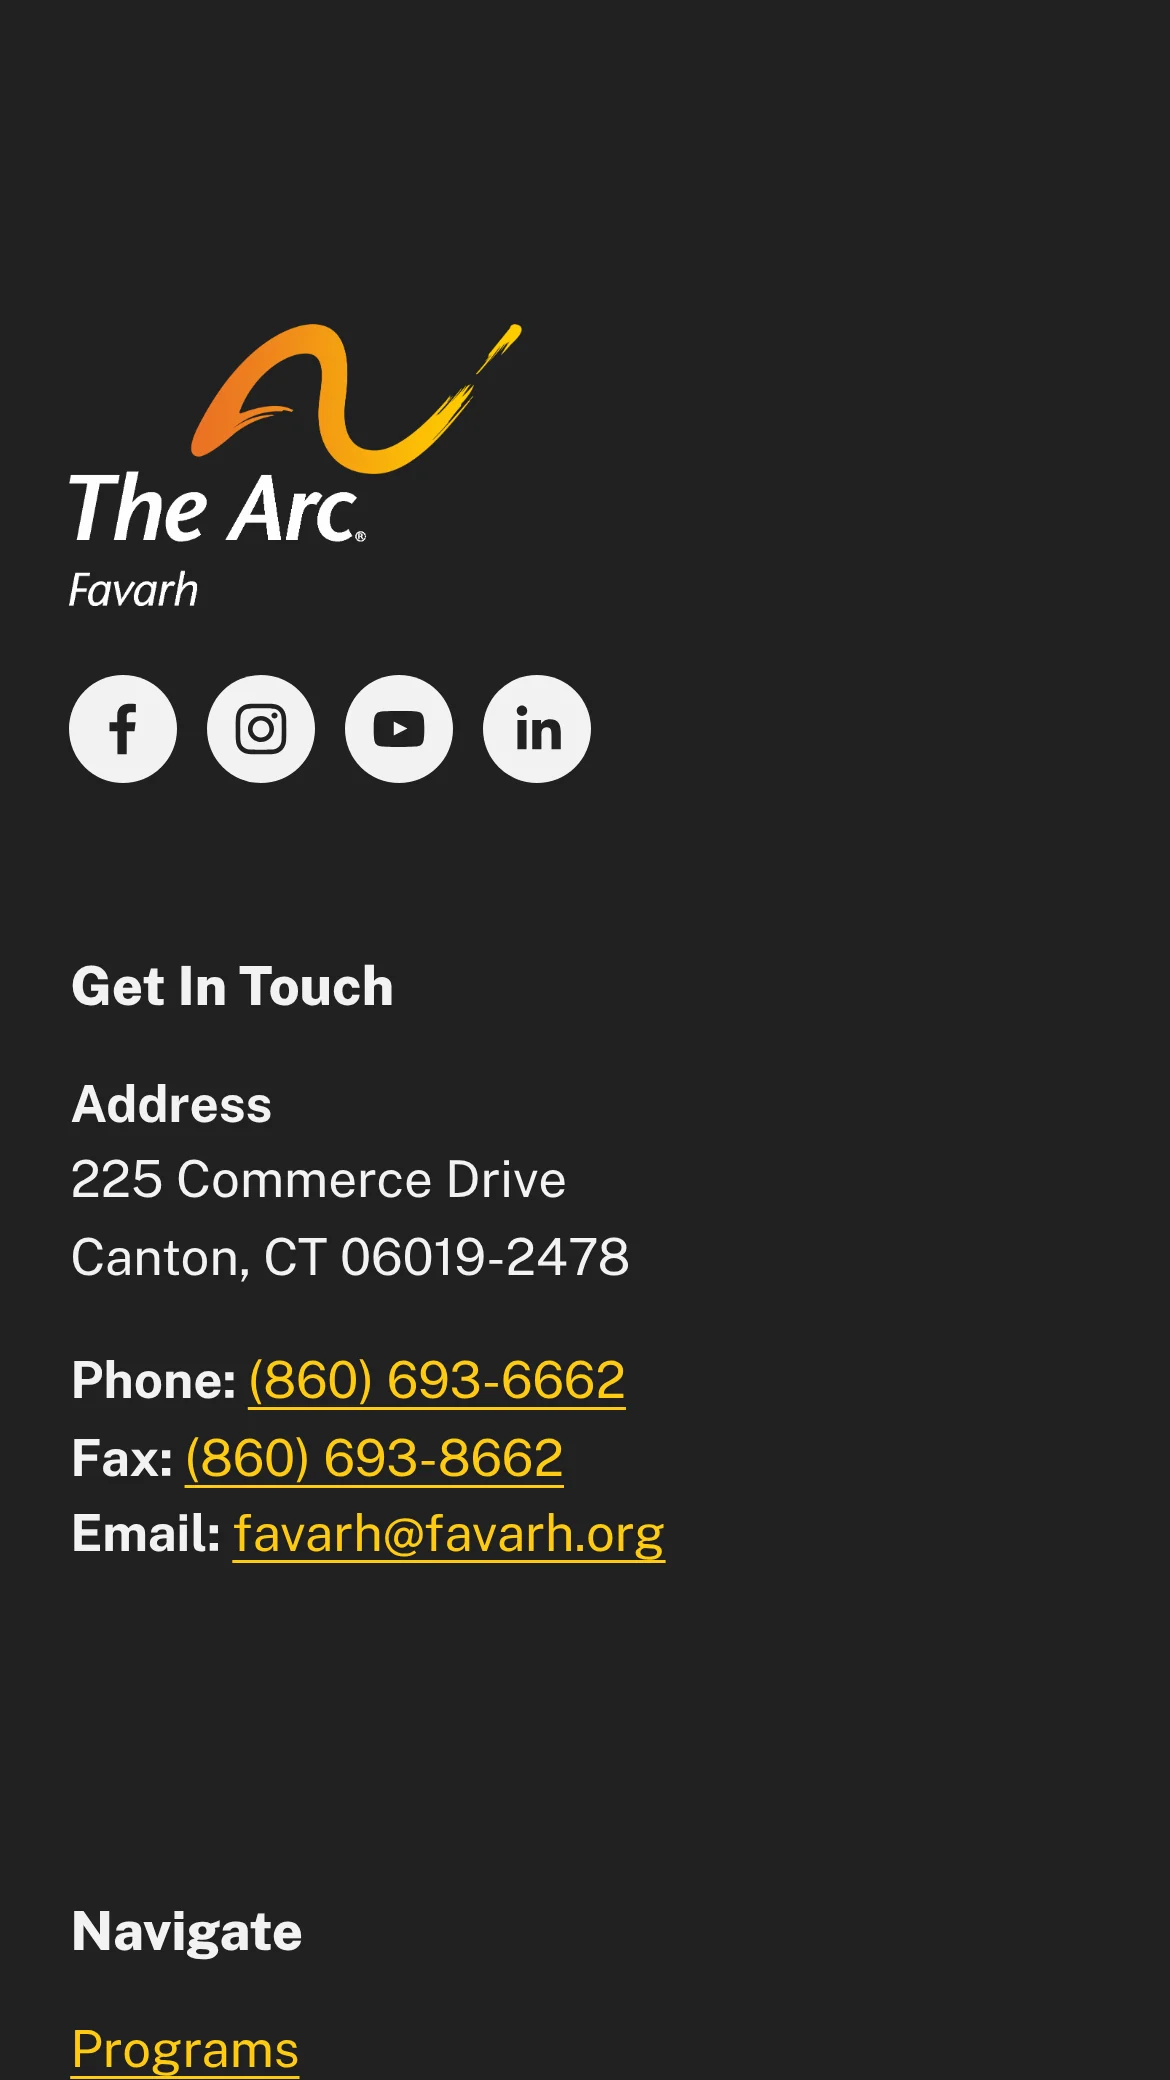 The Arc®
Favarh
Get In Touch
Address
225 Commerce Drive
Canton, CT 06019-2478
Phone: (860) 693-6662
Fax: (860) 693-8662
Email: favarh@favarh.org
Navigate
Programs